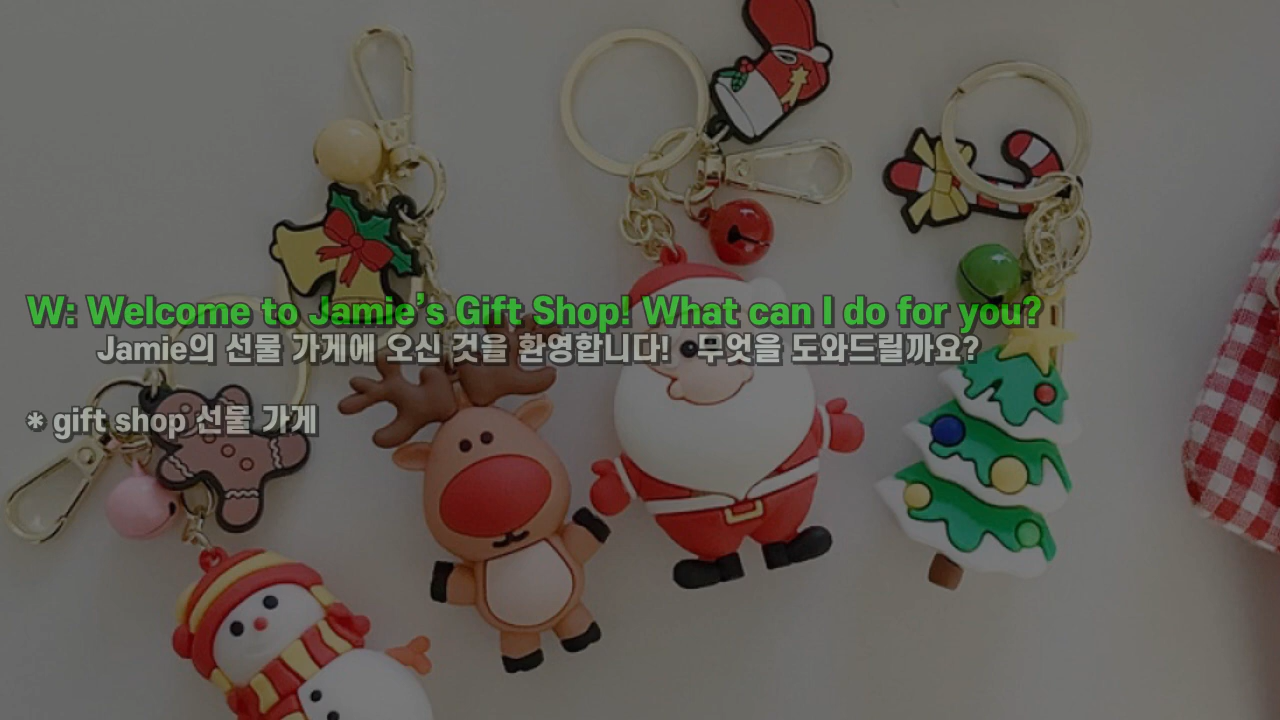 W: Welcome to Jamie's Gift Shop! What can I do for you?
Jamie의 선물 가게에 오신 것을 환영합니다! 무엇을 도와드릴까요?
* gift shop 선물 가게